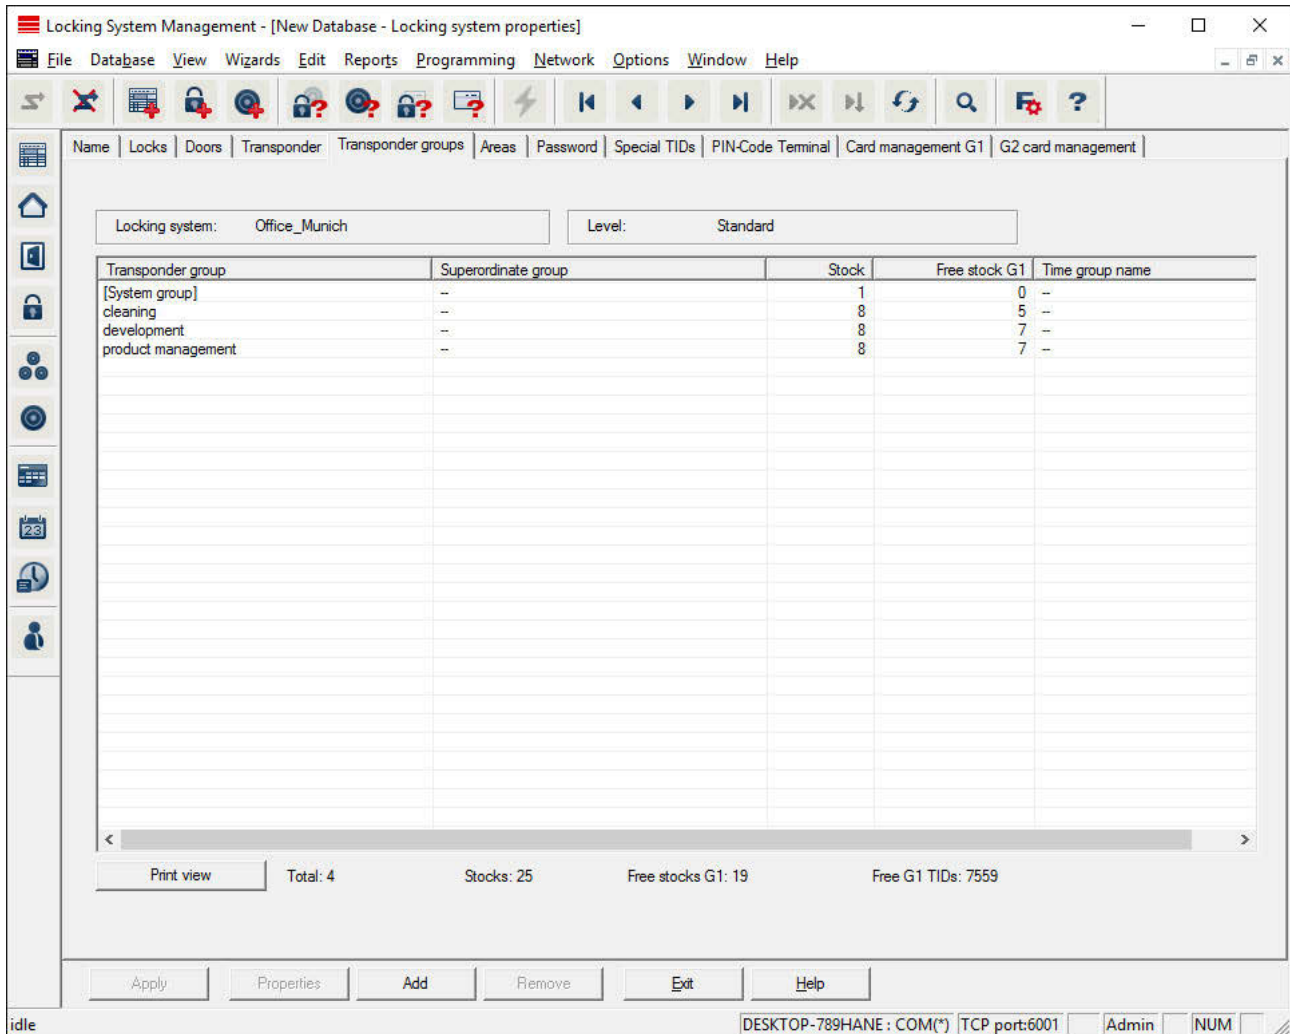 Locking System Management - [New Database - Locking system properties]
File Database View Wizards Edit Reports Programming Network Options Window Help
Name Locks Doors Transponder Transponder groups Areas Password Special TIDs PIN-Code Terminal Card management G1 G2 card management
Locking system: Office_Munich Level: Standard
Transponder group Superordinate group Stock Free stock G1 Time group name
[System group] -- 1 0 --
cleaning -- 8 5 --
development -- 8 7 --
product management -- 8 7 --
23
Print view Total: 4 Stocks: 25 Free stocks G1: 19 Free G1 TIDs: 7559
Apply Properties Add Remove Exit Help
idle DESKTOP-789HANE : COM(*) TCP port:6001 Admin NUM